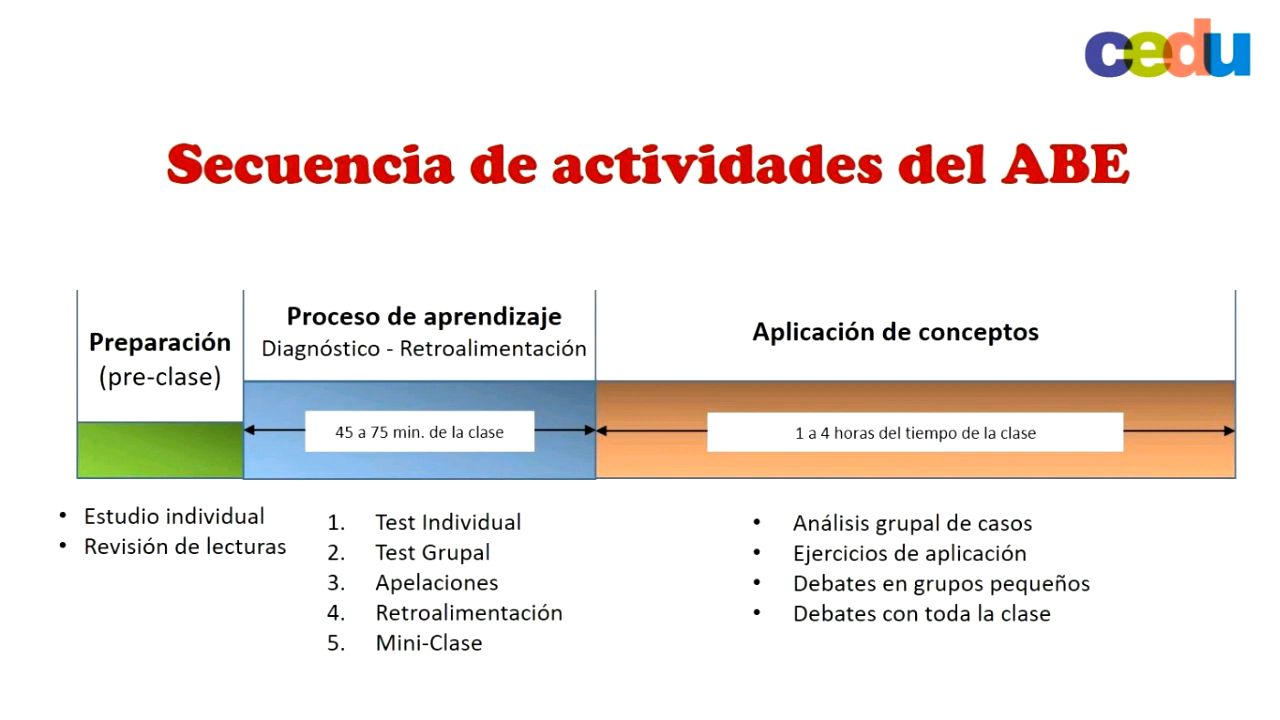 cedu
Secuencia de actividades del ABE
Preparación
(pre-clase)
Proceso de aprendizaje
Diagnóstico - Retroalimentación
Aplicación de conceptos
45 a 75 min. de la clase
1 a 4 horas del tiempo de la clase
• Estudio individual
• Revisión de lecturas
1. Test Individual
2. Test Grupal
3. Apelaciones
4. Retroalimentación
5. Mini-Clase
• Análisis grupal de casos
• Ejercicios de aplicación
• Debates en grupos pequeños
• Debates con toda la clase